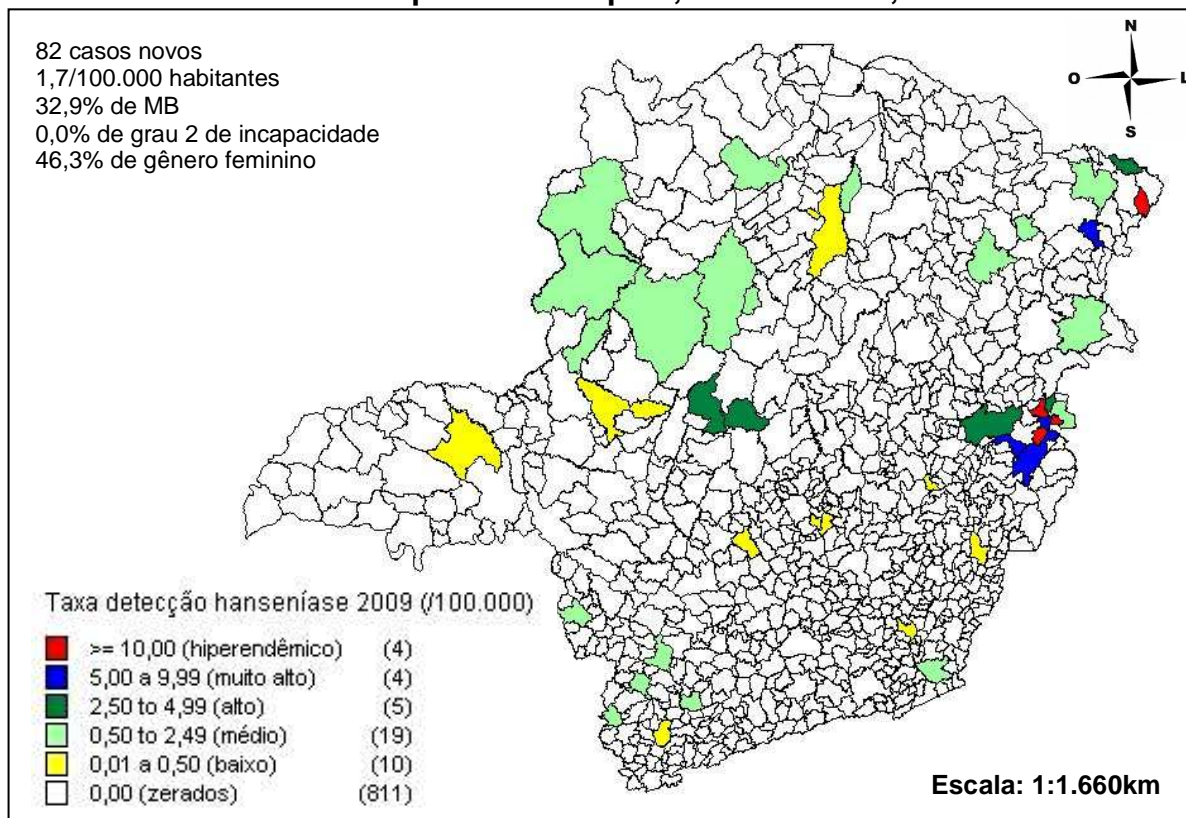 82 casos novos
1,7/100.000 habitantes
32,9% de MB
0,0% de grau 2 de incapacidade
46,3% de gênero feminino
N
O
L
S
Taxa detecção hanseníase 2009 (/100.000)
>= 10,00 (hiperendêmico) (4)
5,00 a 9,99 (muito alto) (4)
2,50 to 4,99 (alto) (5)
0,50 to 2,49 (médio) (19)
0,01 a 0,50 (baixo) (10)
0,00 (zerados) (811)
Escala: 1:1.660km